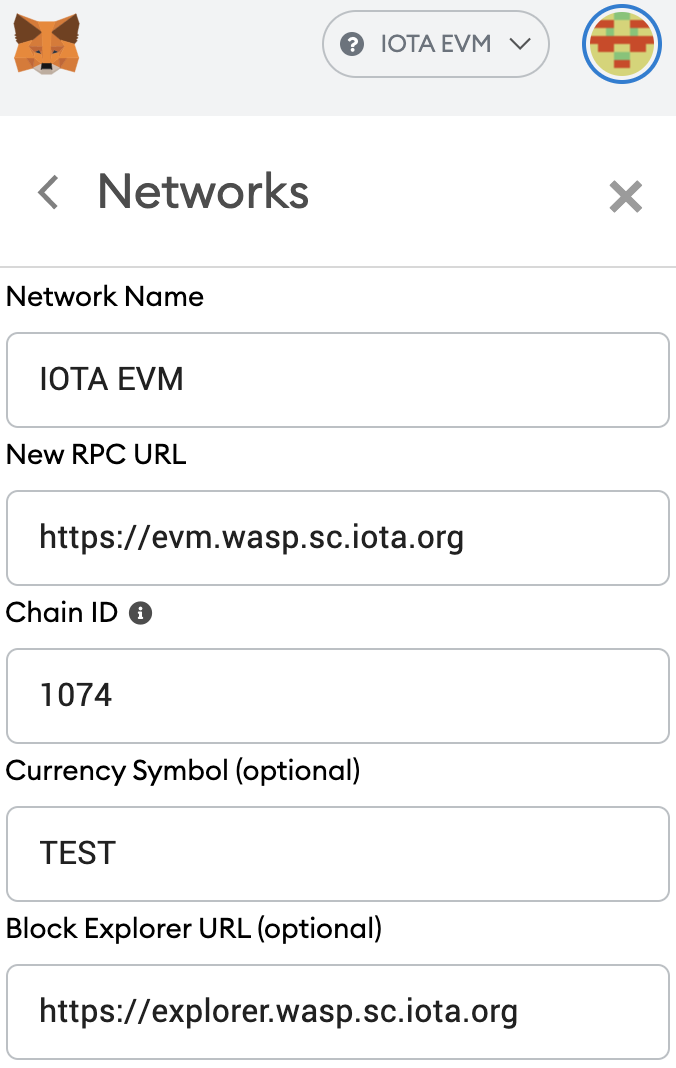 IOTA EVM
Networks
Network Name
IOTA EVM
New RPC URL
https://evm.wasp.sc.iota.org
Chain ID
1074
Currency Symbol (optional)
TEST
Block Explorer URL (optional)
https://explorer.wasp.sc.iota.org